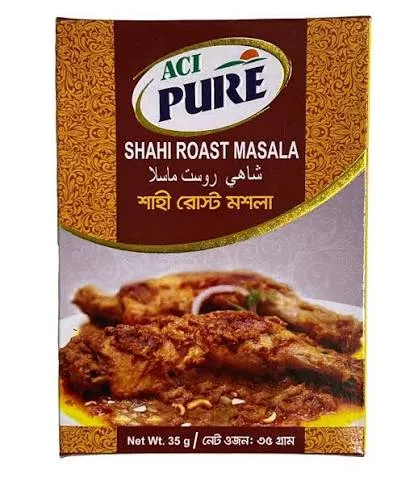 ACI
PURE
SHAHI ROAST MASALA
شاهي روست ماسلا
শাহী রোস্ট মশলা
Net Wt. 35 g / নেট ওজন: ৩৫ গ্রাম